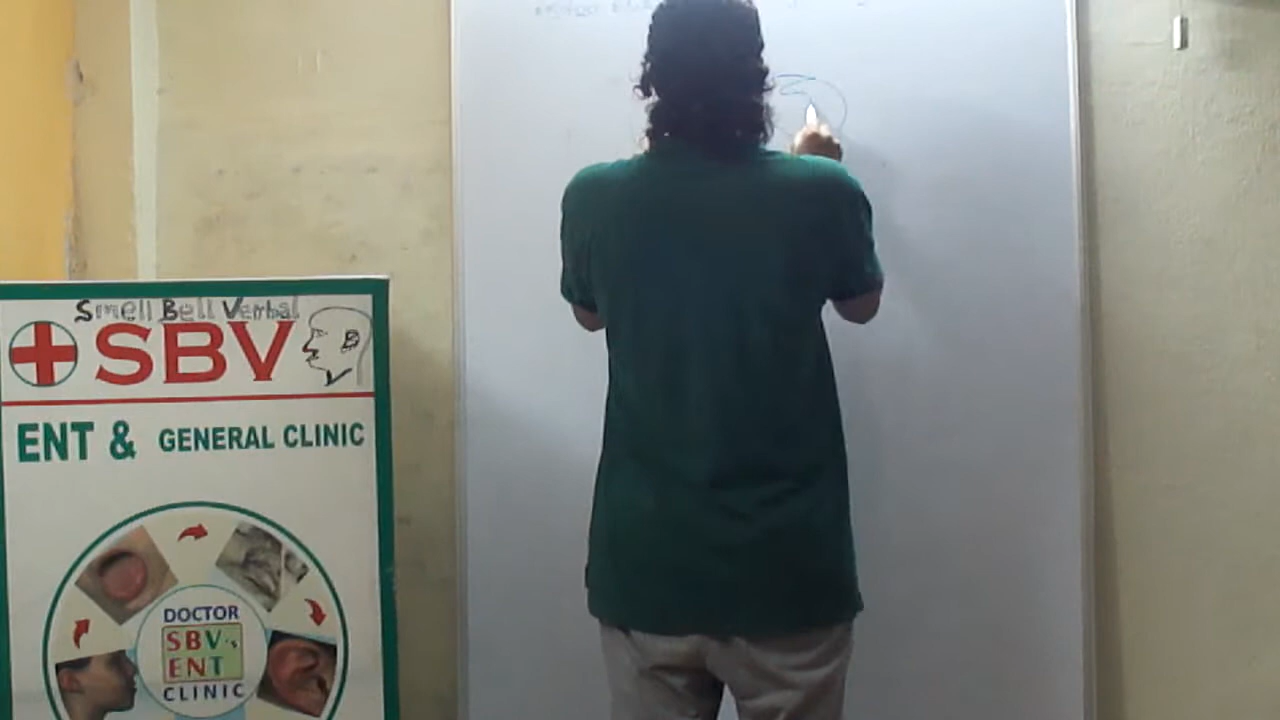 Smell Bell Verbal
SBV
ENT & GENERAL CLINIC
DOCTOR
SBV's
ENT
CLINIC